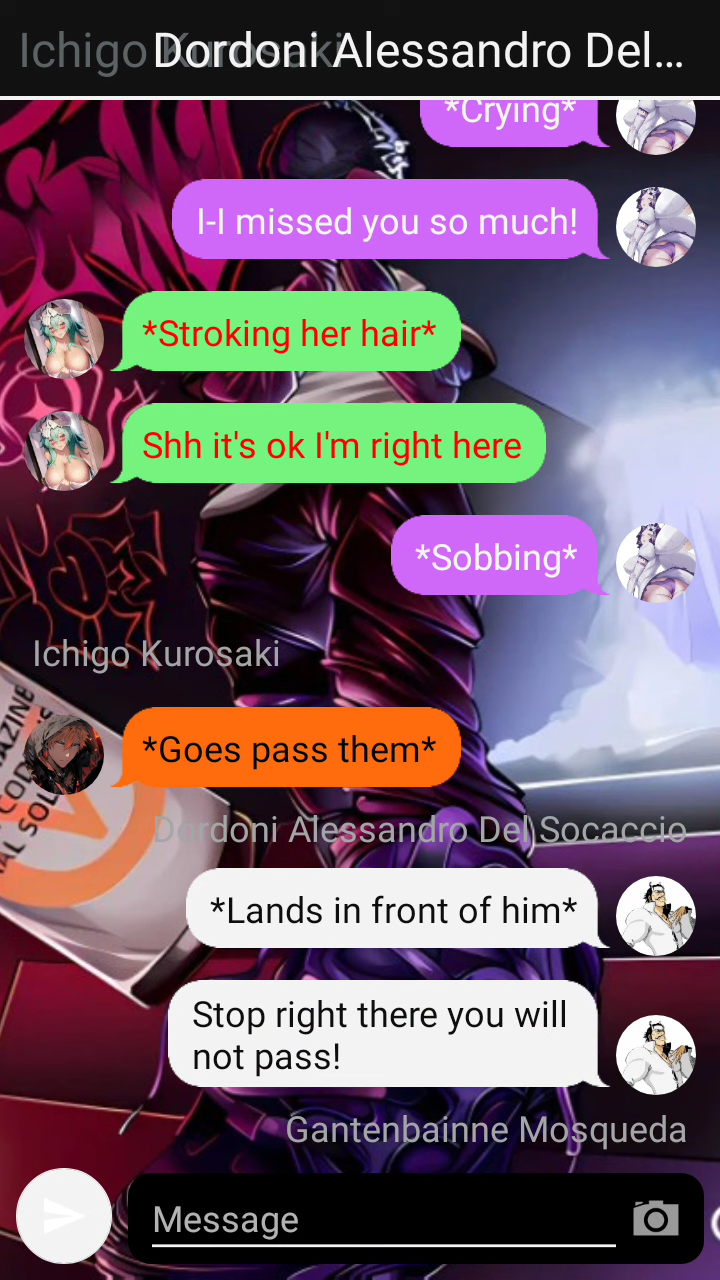 Ichigo Kurosaki
Dordoni Alessandro Del...
*Crying*
I-I missed you so much!
*Stroking her hair*
Shh it's ok I'm right here
*Sobbing*
Ichigo Kurosaki
*Goes pass them*
Dordoni Alessandro Del Socaccio
*Lands in front of him*
Stop right there you will
not pass!
Gantenbainne Mosqueda
Message